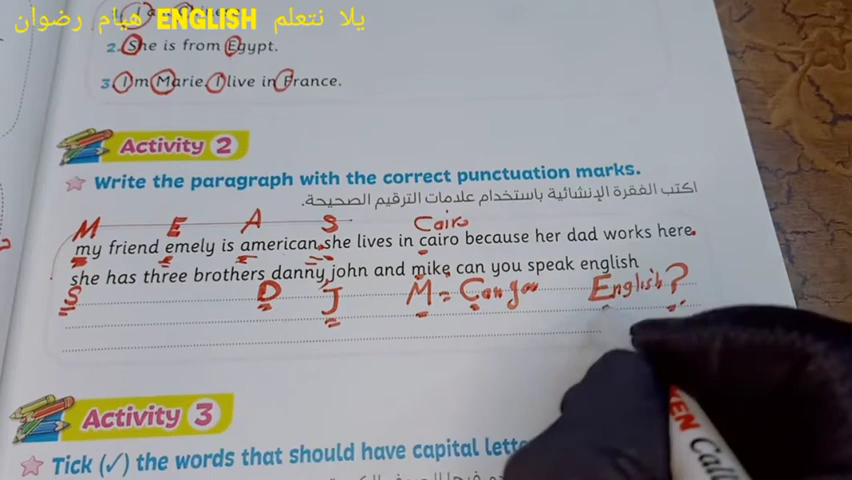 يلا نتعلم ENGLISH هيام رضوان
2. She is from Egypt.
3. I'm Marie. I live in France.
Activity 2
Write the paragraph with the correct punctuation marks.
اكتب الفقرة الإنشائية باستخدام علامات الترقيم الصحيحة.
M E A S Cairo
my friend emely is american, she lives in cairo because her dad works here.
she has three brothers danny, john and mike can you speak english
S D J M = Can you English?
Activity 3
Tick (✓) the words that should have capital